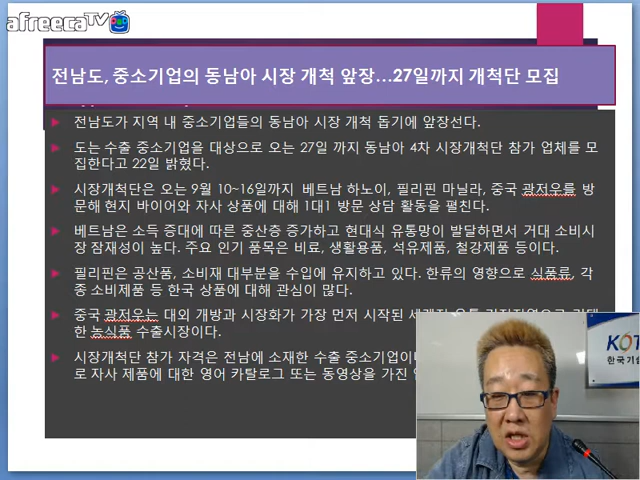 afreecaTV
전남도, 중소기업의 동남아 시장 개척 앞장...27일까지 개척단 모집
전남도가 지역 내 중소기업들의 동남아 시장 개척 돕기에 앞장선다.
도는 수출 중소기업을 대상으로 오는 27일 까지 동남아 4차 시장개척단 참가 업체를 모
집한다고 22일 밝혔다.
시장개척단은 오는 9월 10~16일까지 베트남 하노이, 필리핀 마닐라, 중국 광저우를 방
문해 현지 바이어와 자사 상품에 대해 1대1 방문 상담 활동을 펼친다.
베트남은 소득 증대에 따른 중산층 증가하고 현대식 유통망이 발달하면서 거대 소비시
장 잠재성이 높다. 주요 인기 품목은 비료, 생활용품, 석유제품, 철강제품 등이다.
필리핀은 공산품, 소비재 대부분을 수입에 유지하고 있다. 한류의 영향으로 식품류, 각
종 소비제품 등 한국 상품에 대해 관심이 많다.
중국 광저우는 대외 개방과 시장화가 가장 먼저 시작된
한 농식품 수출시장이다.
시장개척단 참가 자격은 전남에 소재한 수출 중소기업이
로 자사 제품에 대한 영어 카탈로그 또는 동영상을 가진
KOT
한국기술